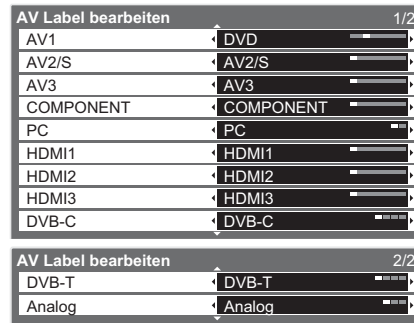 AV Label bearbeiten 1/2
AV1 DVD
AV2/S AV2/S
AV3 AV3
COMPONENT COMPONENT
PC PC
HDMI1 HDMI1
HDMI2 HDMI2
HDMI3 HDMI3
DVB-C DVB-C
AV Label bearbeiten 2/2
DVB-T DVB-T
Analog Analog